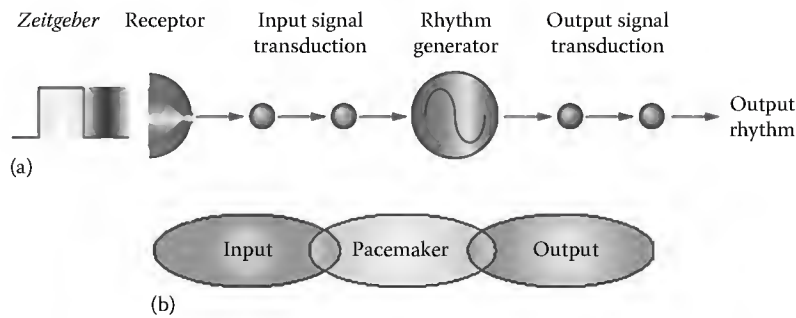 Zeitgeber Receptor Input signal transduction Rhythm generator Output signal transduction
Output rhythm
(a)
Input Pacemaker Output
(b)